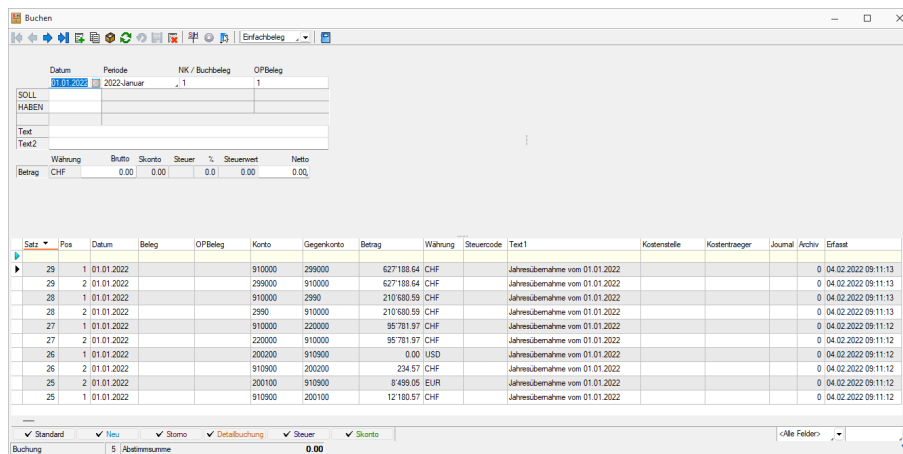 Buchen
Einfachbeleg
Datum Periode NK / Buchbeleg OPBeleg
01.01.2022 2022-Januar 1 1
SOLL
HABEN
Text
Text2
Währung Brutto Skonto Steuer % Steuerwert Netto
Betrag CHF 0.00 0.00 0.0 0.00 0.00
Satz Pos Datum Beleg OPBeleg Konto Gegenkonto Betrag Währung Steuercode Text1 Kostenstelle Kostentraeger Journal Archiv Erfasst
29 1 01.01.2022 910000 299000 627'188.64 CHF Jahresübernahme vom 01.01.2022 0 04.02.2022 09:11:13
29 2 01.01.2022 299000 910000 627'188.64 CHF Jahresübernahme vom 01.01.2022 0 04.02.2022 09:11:13
28 1 01.01.2022 910000 2990 210'680.59 CHF Jahresübernahme vom 01.01.2022 0 04.02.2022 09:11:13
28 2 01.01.2022 2990 910000 210'680.59 CHF Jahresübernahme vom 01.01.2022 0 04.02.2022 09:11:13
27 1 01.01.2022 910000 220000 95'781.97 CHF Jahresübernahme vom 01.01.2022 0 04.02.2022 09:11:12
27 2 01.01.2022 220000 910000 95'781.97 CHF Jahresübernahme vom 01.01.2022 0 04.02.2022 09:11:12
26 1 01.01.2022 200200 910900 0.00 USD Jahresübernahme vom 01.01.2022 0 04.02.2022 09:11:12
26 2 01.01.2022 910900 200200 234.57 CHF Jahresübernahme vom 01.01.2022 0 04.02.2022 09:11:12
25 2 01.01.2022 200100 910900 8'499.05 EUR Jahresübernahme vom 01.01.2022 0 04.02.2022 09:11:12
25 1 01.01.2022 910900 200100 12'180.57 CHF Jahresübernahme vom 01.01.2022 0 04.02.2022 09:11:12
Standard Neu Storno Detailbuchung Steuer Skonto <Alle Felder>
Buchung 5 Abstimmsumme 0.00